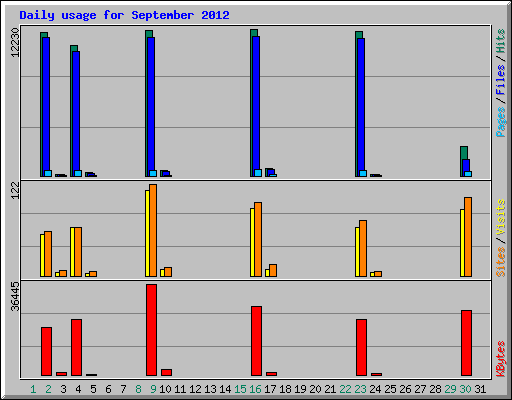 Daily usage for September 2012
12230
Pages/Files/Hits
122
Sites/Visits
36445
KBytes
1 2 3 4 5 6 7 8 9 10 11 12 13 14 15 16 17 18 19 20 21 22 23 24 25 26 27 28 29 30 31